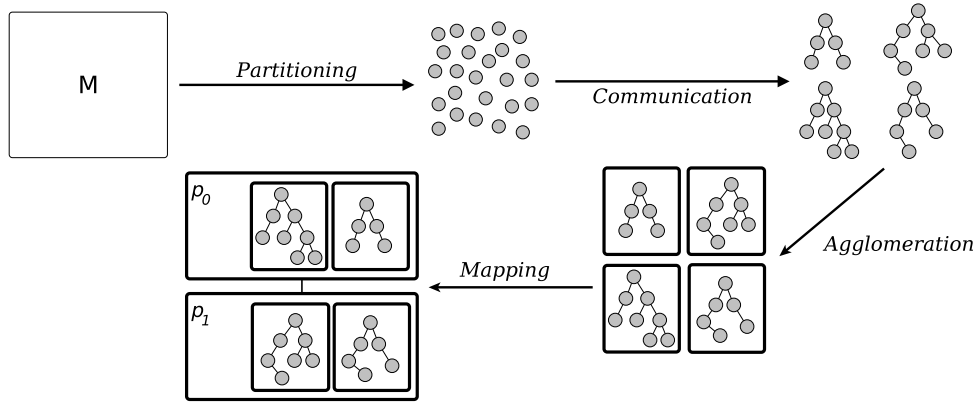 M
Partitioning
Communication
Agglomeration
Mapping
p0
p1